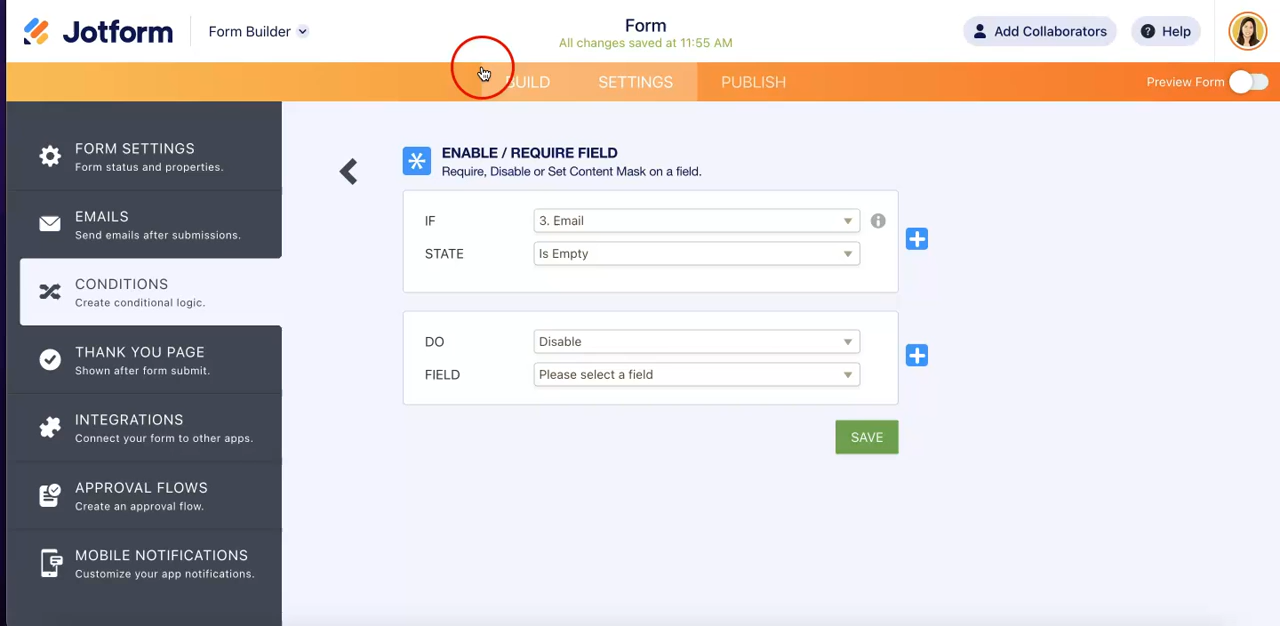 Jotform
Form Builder
Form
All changes saved at 11:55 AM
Add Collaborators
Help
BUILD
SETTINGS
PUBLISH
Preview Form
FORM SETTINGS
Form status and properties.
EMAILS
Send emails after submissions.
CONDITIONS
Create conditional logic.
THANK YOU PAGE
Shown after form submit.
INTEGRATIONS
Connect your form to other apps.
APPROVAL FLOWS
Create an approval flow.
MOBILE NOTIFICATIONS
Customize your app notifications.
ENABLE / REQUIRE FIELD
Require, Disable or Set Content Mask on a field.
IF
3. Email
STATE
Is Empty
DO
Disable
FIELD
Please select a field
SAVE